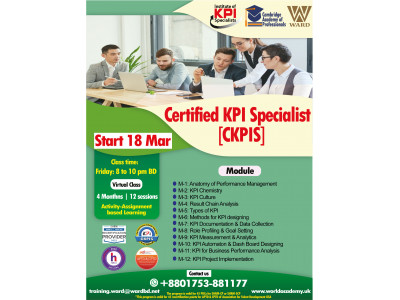 Institute of
KPI
Specialists
Cambridge
Academy of
Professionals
W
WARD
Certified KPI Specialist
[CKPIS]
Start 18 Mar
Class time:
Friday: 8 to 10 pm BD
Virtual Class
4 Months | 12 sessions
Activity-Assignment
based Learning
Module
M-1: Anatomy of Performance Management
M-2: KPI Chemistry
M-3: KPI Culture
M-4: Result Chain Analysis
M-5: Types of KPI
M-6: Methods for KPI designing
M-7: KPI Documentation & Data Collection
M-8: Role Profiling & Goal Setting
M-9: KPI Measurement & Analytics
M-10: KPI Automation & Dash Board Designing
M-11: KPI for Business Performance Analysis
M-12: KPI Project Implementation
PROVIDER
Contact us
+8801753-881177
training.ward@wardbd.net
www.worldacademy.uk